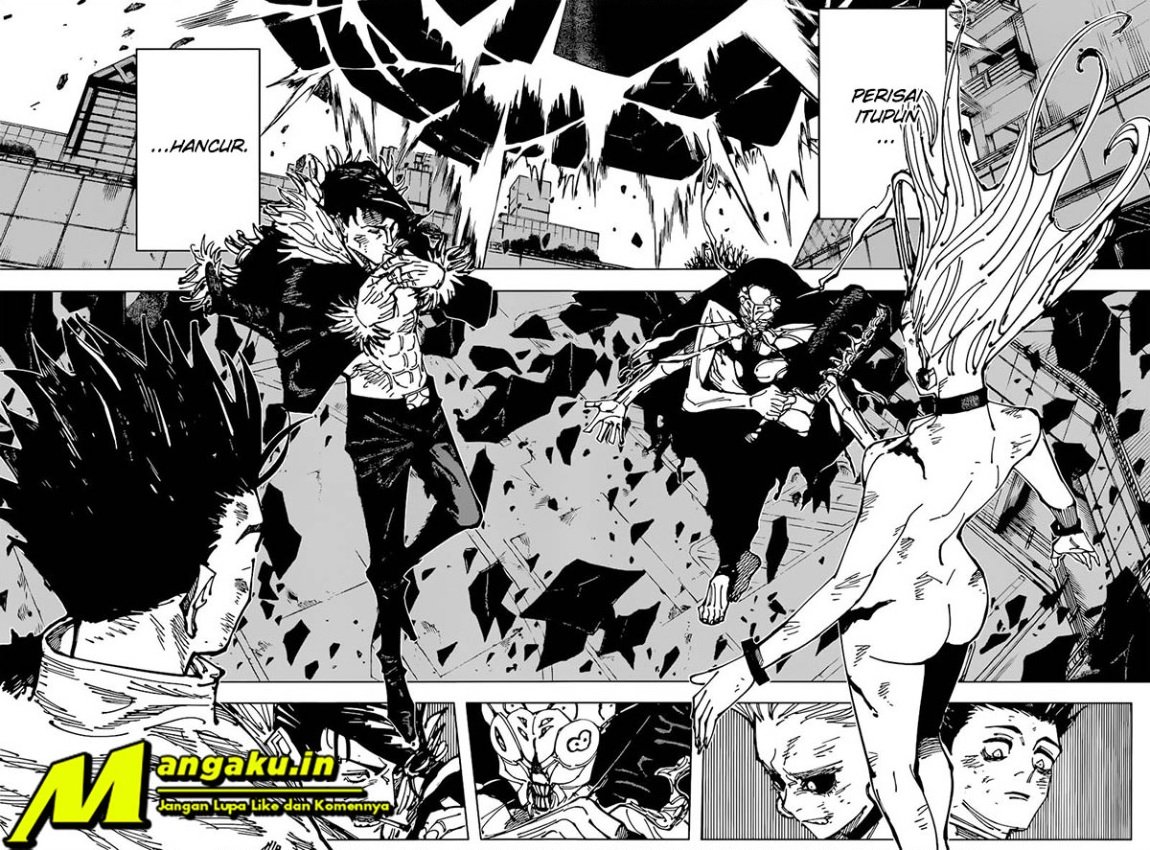 PERISAI
ITUPUN
...
...HANCUR.
Mangaku.in
Jangan Lupa Like dan Komennya